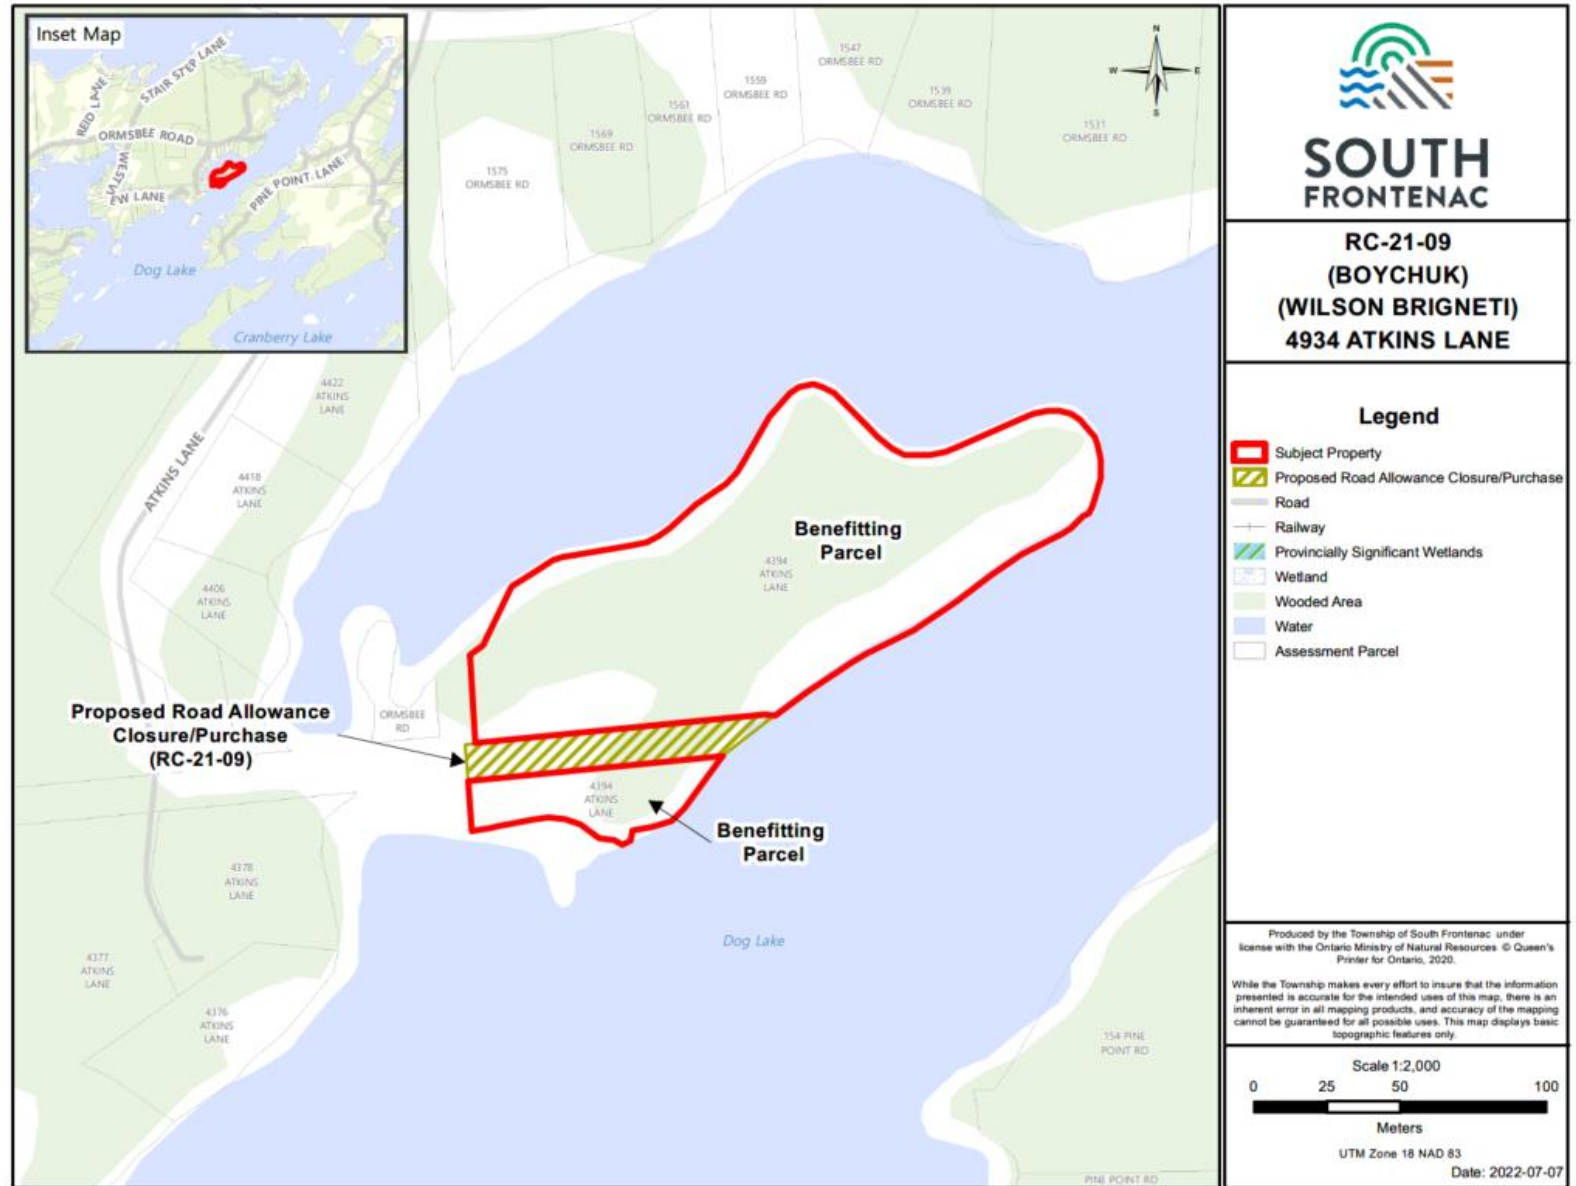 Inset Map
STAIR STEP LANE
REID LANE
ORMSBEE ROAD
WESTVI
EW LANE
PINE POINT LANE
Dog Lake
Cranberry Lake
N
W
E
S
1547
ORMSBEE RD
1559
ORMSBEE RD
1539
ORMSBEE RD
1561
ORMSBEE RD
1531
ORMSBEE RD
1569
ORMSBEE RD
1575
ORMSBEE RD
4422
ATKINS
LANE
ATKINS LANE
4418
ATKINS
LANE
Benefitting
Parcel
4394
ATKINS
LANE
4406
ATKINS
LANE
Proposed Road Allowance
Closure/Purchase
(RC-21-09)
ORMSBEE
RD
4394
ATKINS
LANE
Benefitting
Parcel
4378
ATKINS
LANE
Dog Lake
4377
ATKINS
LANE
4376
ATKINS
LANE
154 PINE
POINT RD
PINE POINT RD
SOUTH
FRONTENAC
RC-21-09
(BOYCHUK)
(WILSON BRIGNETI)
4934 ATKINS LANE
Legend
Subject Property
Proposed Road Allowance Closure/Purchase
Road
Railway
Provincially Significant Wetlands
Wetland
Wooded Area
Water
Assessment Parcel
Produced by the Township of South Frontenac under
license with the Ontario Ministry of Natural Resources © Queen's
Printer for Ontario, 2020.
While the Township makes every effort to insure that the information
presented is accurate for the intended uses of this map, there is an
inherent error in all mapping products, and accuracy of the mapping
cannot be guaranteed for all possible uses. This map displays basic
topographic features only.
Scale 1:2,000
0 25 50 100
Meters
UTM Zone 18 NAD 83
Date: 2022-07-07